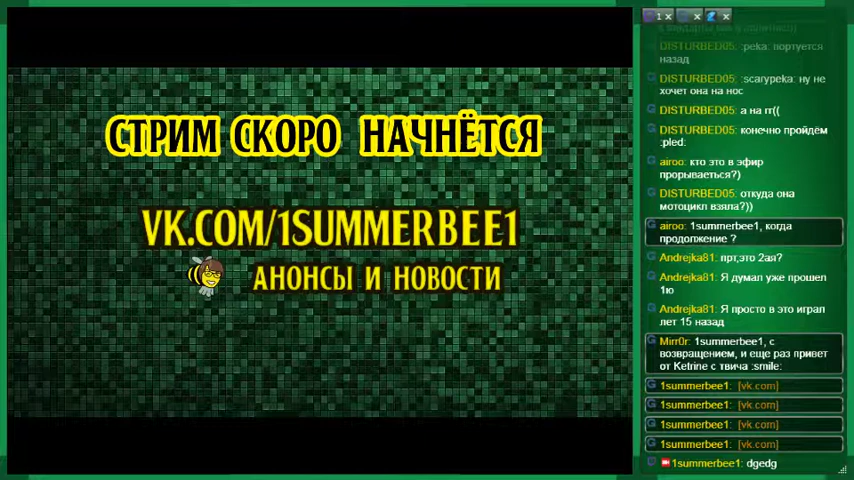 СТРИМ СКОРО НАЧНЁТСЯ
VK.COM/1SUMMERBEE1
АНОНСЫ И НОВОСТИ
1 x x x
DISTURBED05: :peka: портуется
назад
DISTURBED05: :scarypeka: ну не
хочет она на нос
DISTURBED05: а на гг((
DISTURBED05: конечно пройдём
:pled:
airoo: кто это в эфир
прорываеться?)
DISTURBED05: откуда она
мотоцикл взяла?))
airoo: 1summerbee1, когда
продолжение ?
Andrejka81: прт,это 2ая?
Andrejka81: Я думал уже прошел
1ю
Andrejka81: Я просто в это играл
лет 15 назад
Mirr0r: 1summerbee1, с
возвращением, и еще раз привет
от Ketrine с твича :smile:
1summerbee1: [vk.com]
1summerbee1: [vk.com]
1summerbee1: [vk.com]
1summerbee1: [vk.com]
1summerbee1: dgedg